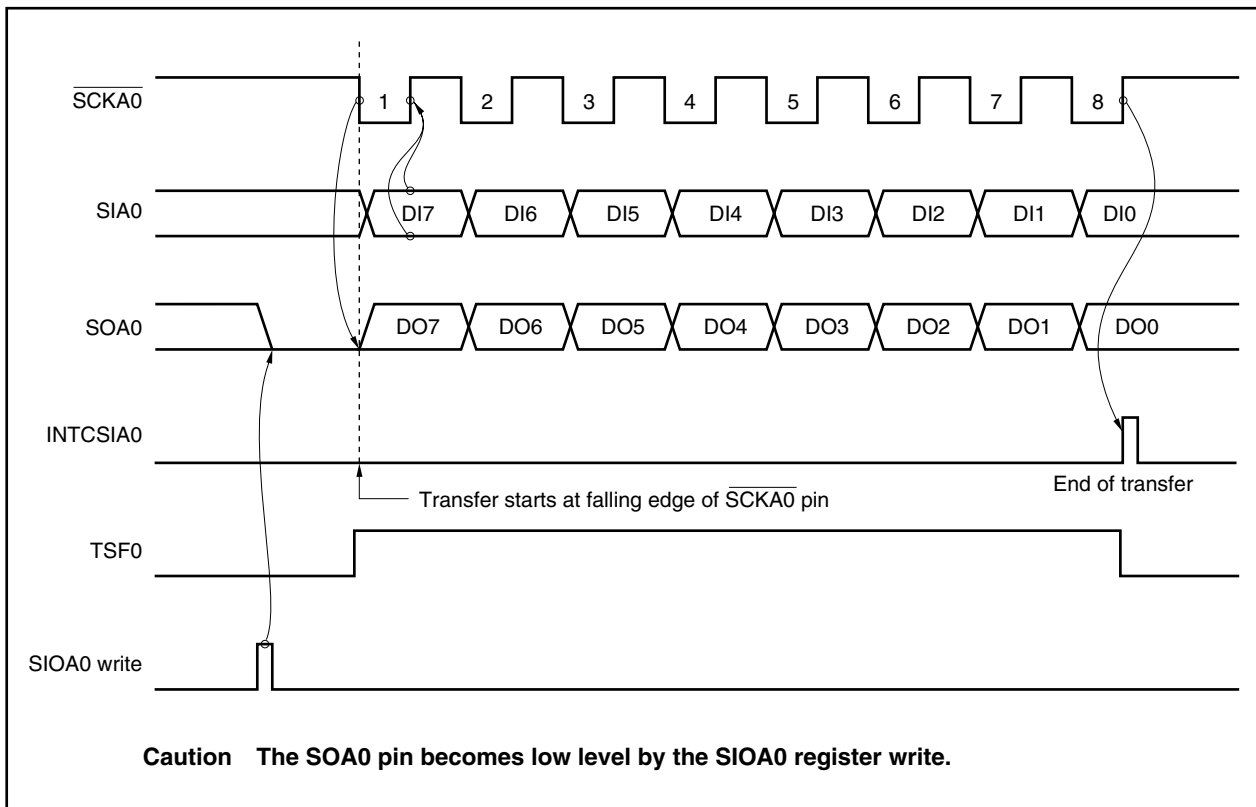 SCKA0
1 2 3 4 5 6 7 8
SIA0
DI7 DI6 DI5 DI4 DI3 DI2 DI1 DI0
SOA0
DO7 DO6 DO5 DO4 DO3 DO2 DO1 DO0
INTCSIA0
End of transfer
Transfer starts at falling edge of SCKA0 pin
TSF0
SIOA0 write
Caution The SOA0 pin becomes low level by the SIOA0 register write.